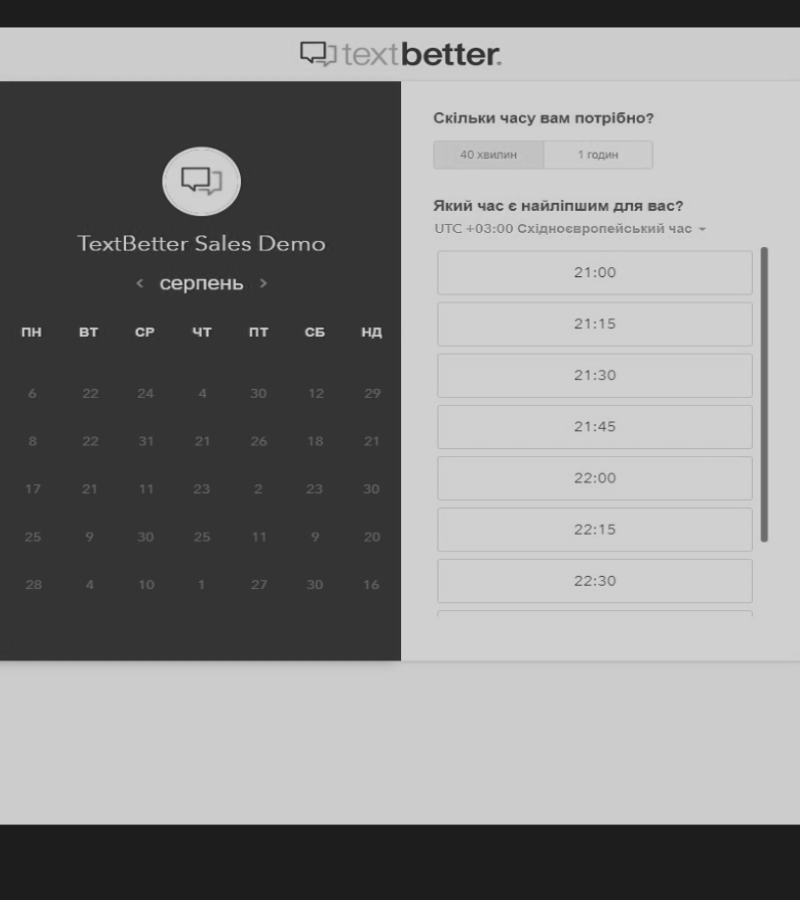 textbetter.
TextBetter Sales Demo
< серпень >
ПН ВТ СР ЧТ ПТ СБ НД
6 22 24 4 30 12 29
8 22 31 21 26 18 21
17 21 11 23 2 23 30
25 9 30 25 11 9 20
28 4 10 1 27 30 16
Скільки часу вам потрібно?
40 хвилин 1 годин
Який час є найліпшим для вас?
UTC +03:00 Східноєвропейський час
21:00
21:15
21:30
21:45
22:00
22:15
22:30